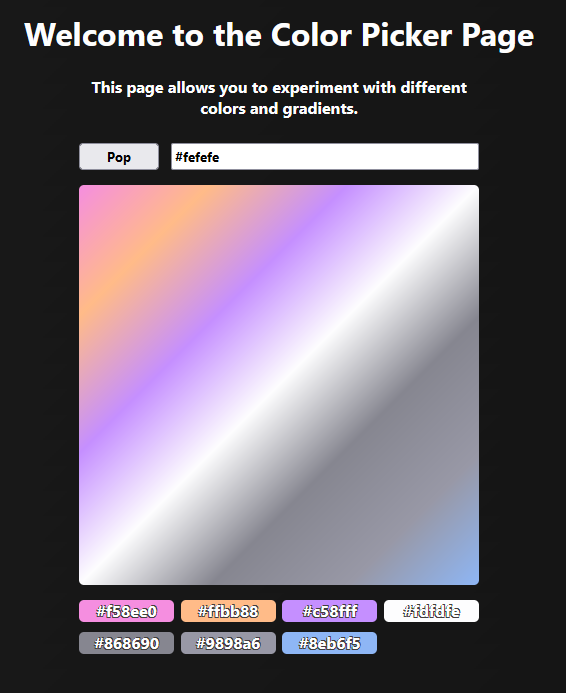 Welcome to the Color Picker Page
This page allows you to experiment with different
colors and gradients.
Pop #fefefe
#f58ee0 #ffbb88 #c58fff #fdfdfe
#868690 #9898a6 #8eb6f5